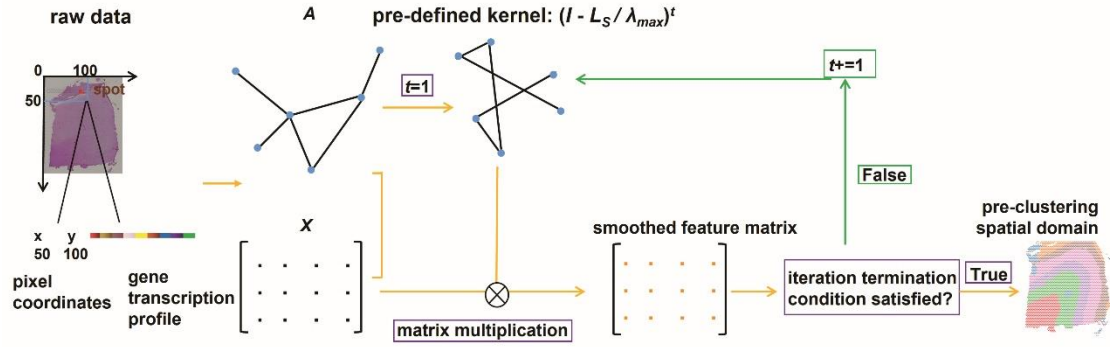 raw data
A
pre-defined kernel: (I - L_S / λ_max)^t
0
100
50
spot
t=1
t+=1
False
x
y
50
100
pixel
coordinates
gene
transcription
profile
X
matrix multiplication
smoothed feature matrix
iteration termination
condition satisfied?
True
pre-clustering
spatial domain